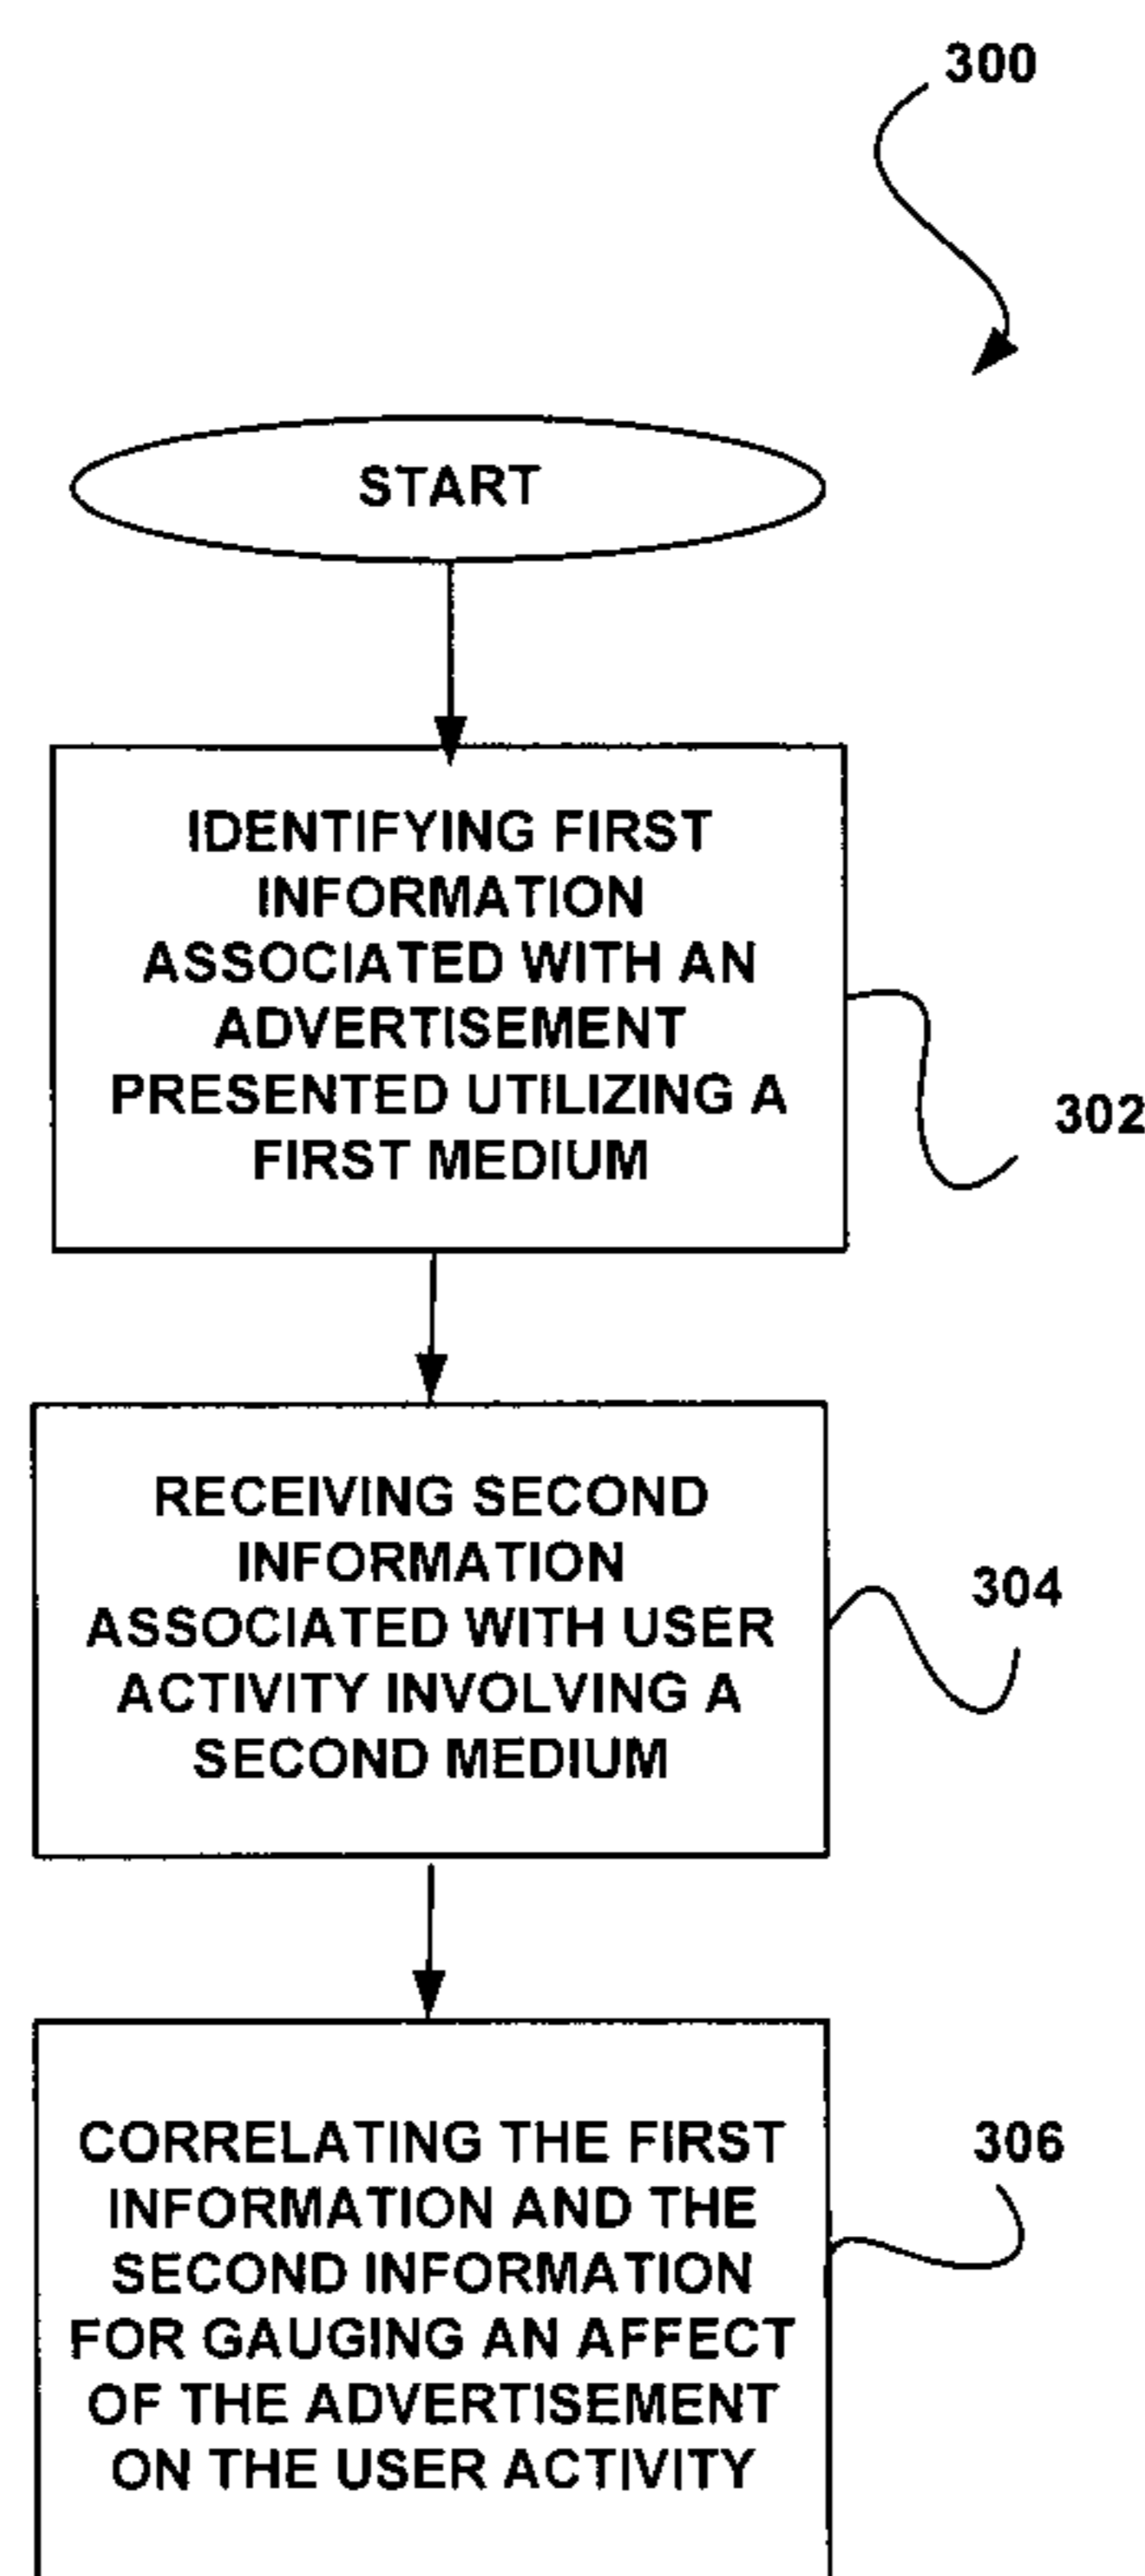 300
START
IDENTIFYING FIRST
INFORMATION
ASSOCIATED WITH AN
ADVERTISEMENT
PRESENTED UTILIZING A
FIRST MEDIUM
302
RECEIVING SECOND
INFORMATION
ASSOCIATED WITH USER
ACTIVITY INVOLVING A
SECOND MEDIUM
304
CORRELATING THE FIRST
INFORMATION AND THE
SECOND INFORMATION
FOR GAUGING AN AFFECT
OF THE ADVERTISEMENT
ON THE USER ACTIVITY
306